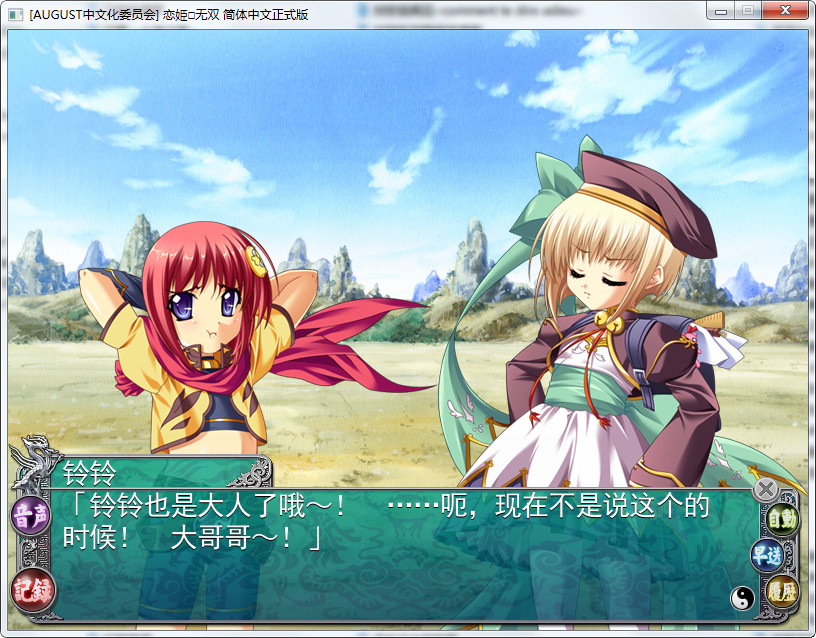 [AUGUST中文化委员会] 恋姫□无双 简体中文正式版
铃铃
「铃铃也是大人了哦～！　……呃，现在不是说这个的
时候！　大哥哥～！」
音声
自動
早送
記録
履歴